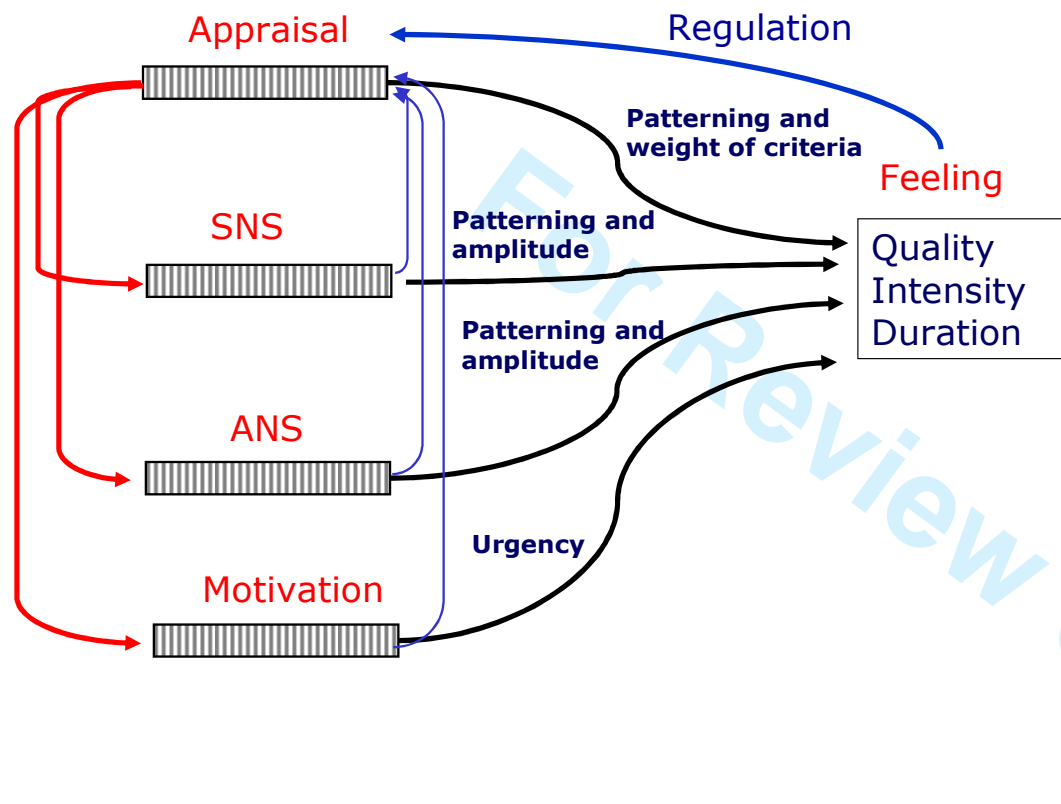 Appraisal
Regulation
Patterning and
weight of criteria
Feeling
SNS
Patterning and
amplitude
Quality
Intensity
Duration
Patterning and
amplitude
ANS
Urgency
Motivation
For Review